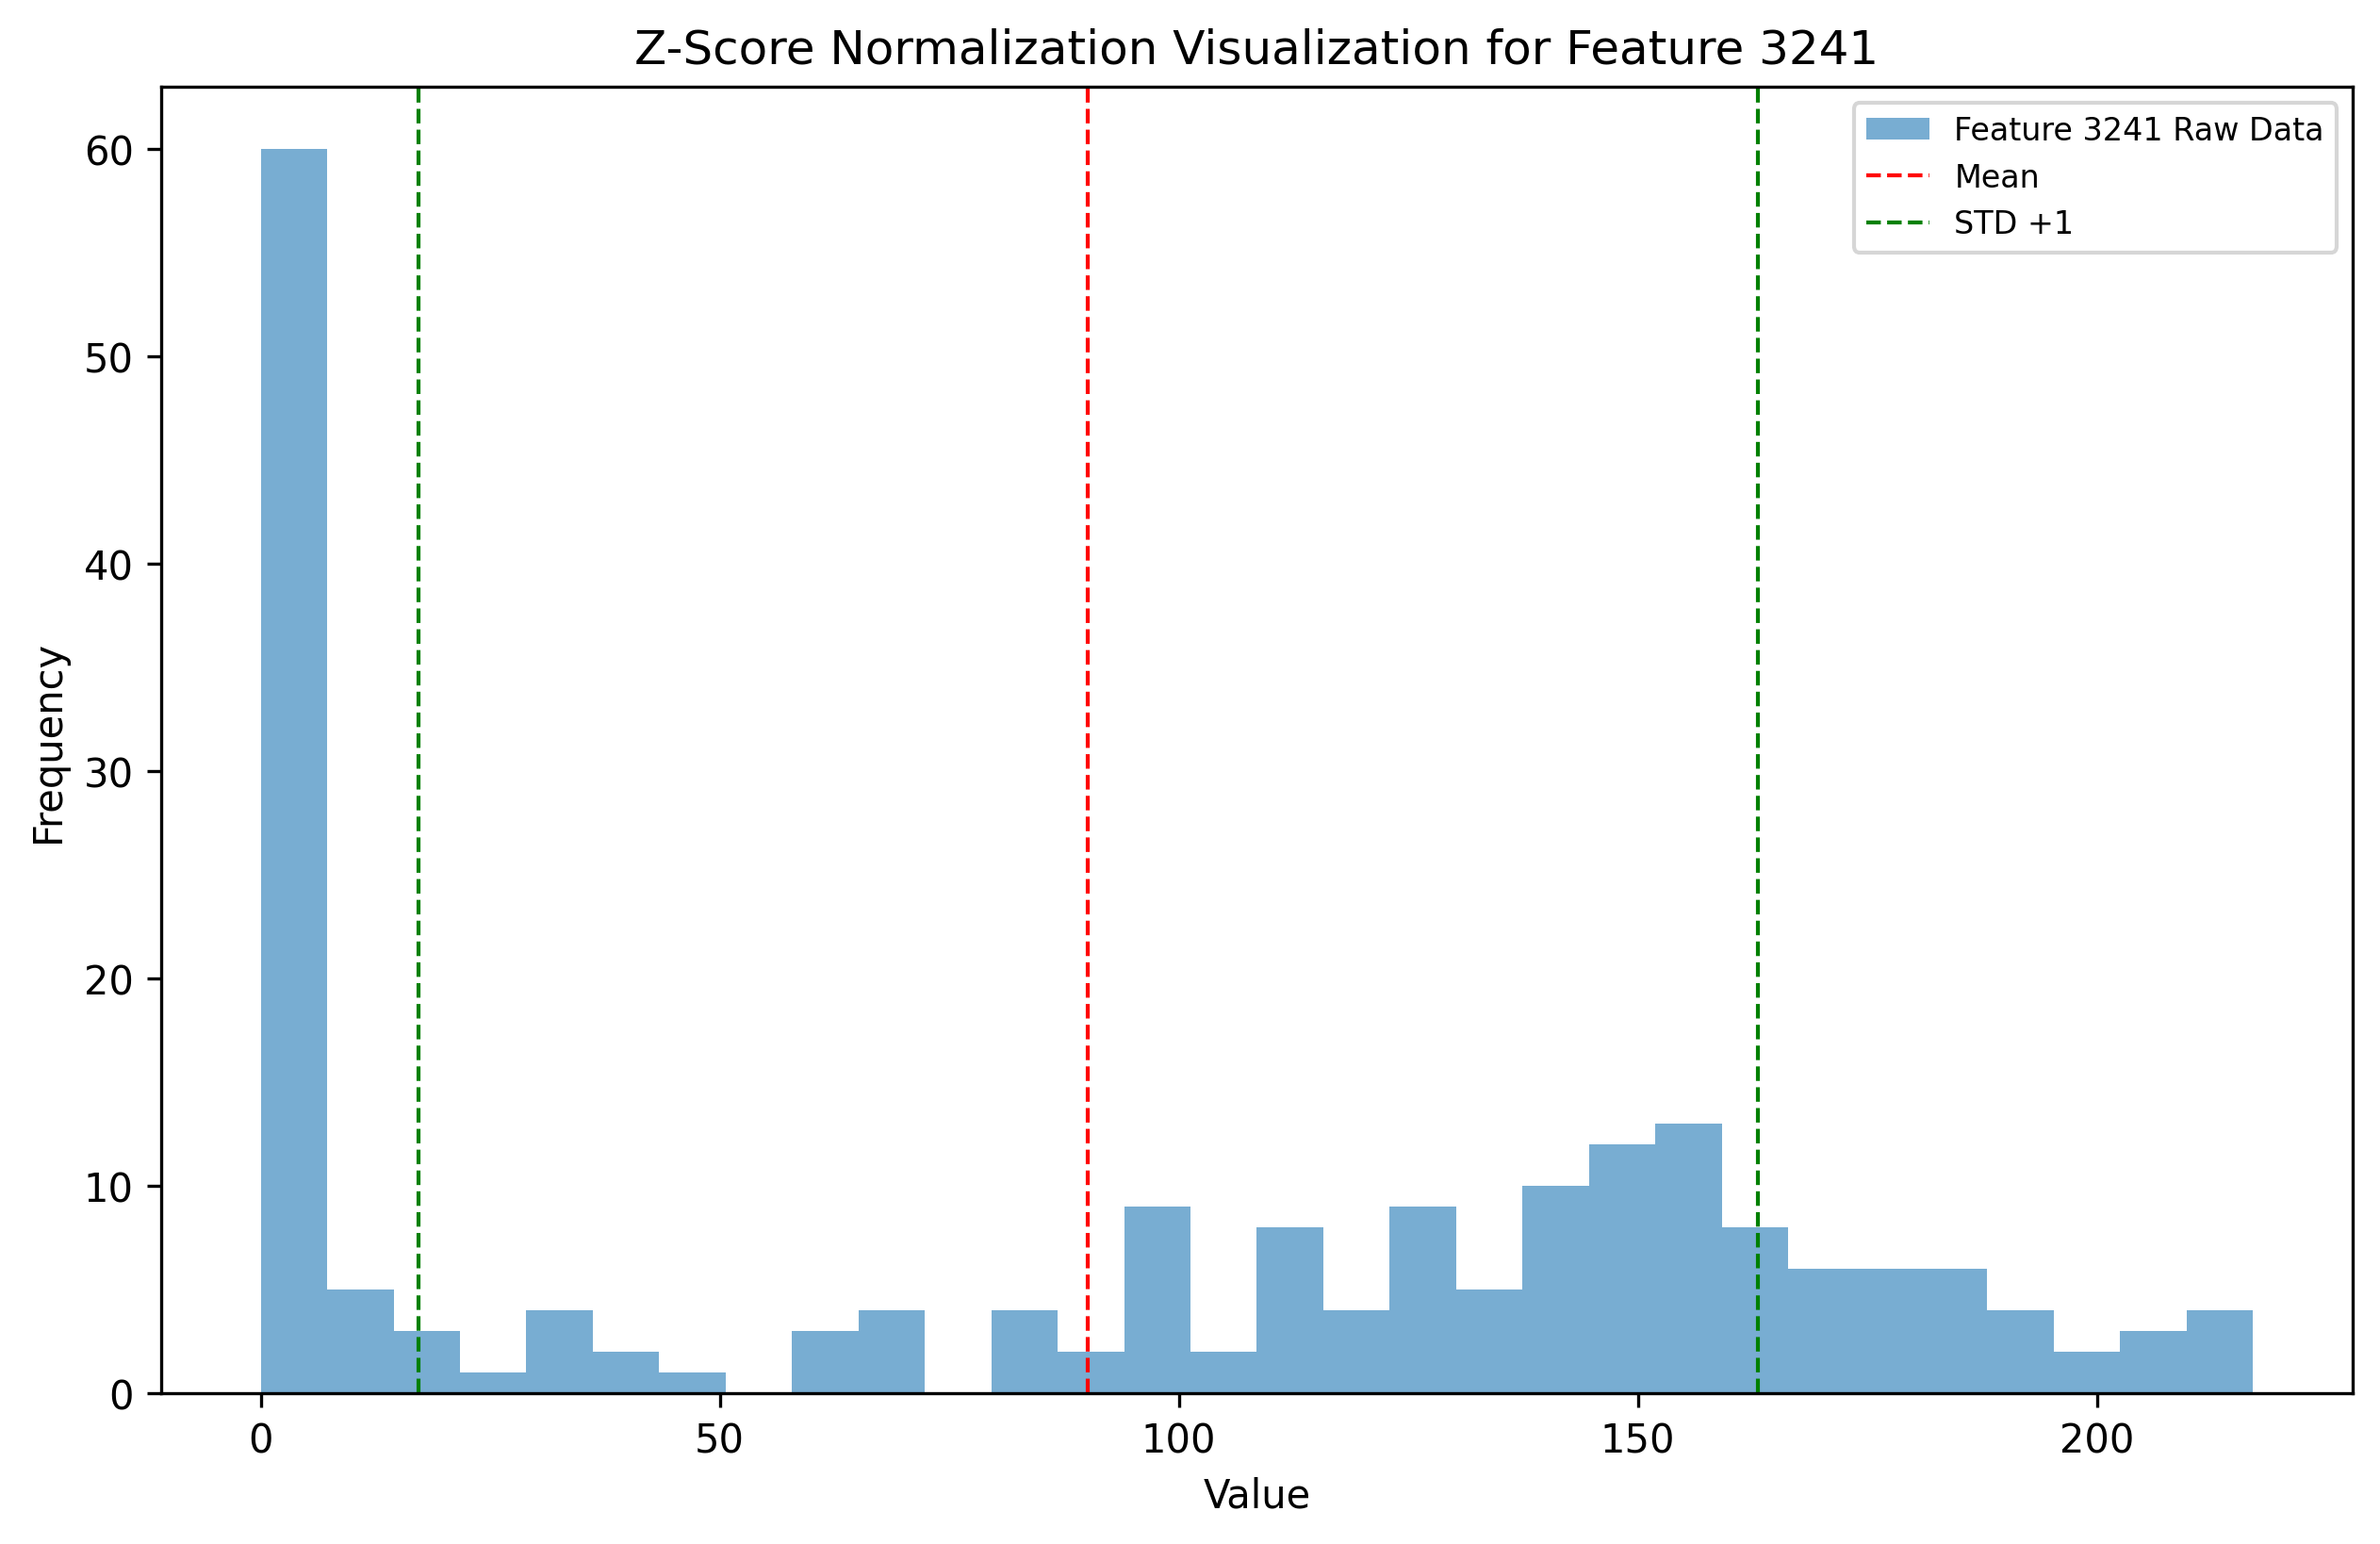 Z-Score Normalization Visualization for Feature 3241
Feature 3241 Raw Data
Mean
STD +1
60
50
40
30
20
10
0
Frequency
0
50
100
150
200
Value